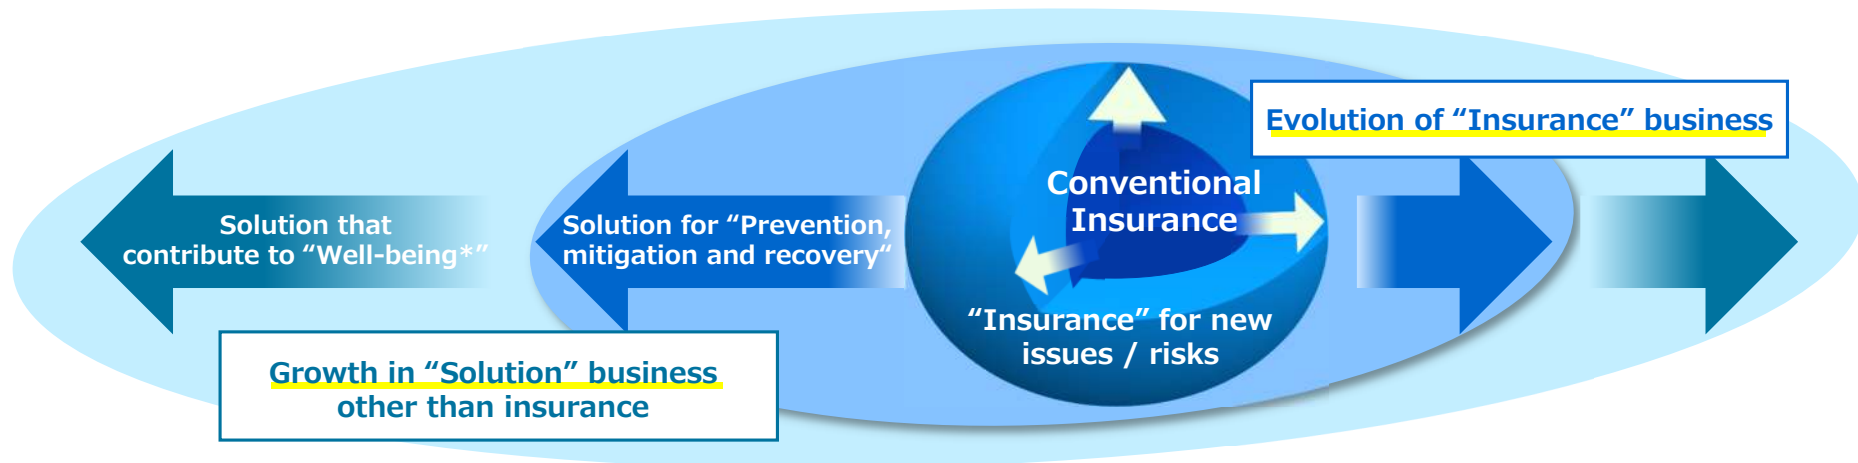 Evolution of “Insurance” business
Conventional
Insurance
Solution that
contribute to “Well-being*”
Solution for “Prevention,
mitigation and recovery“
“Insurance” for new
issues / risks
Growth in “Solution” business
other than insurance